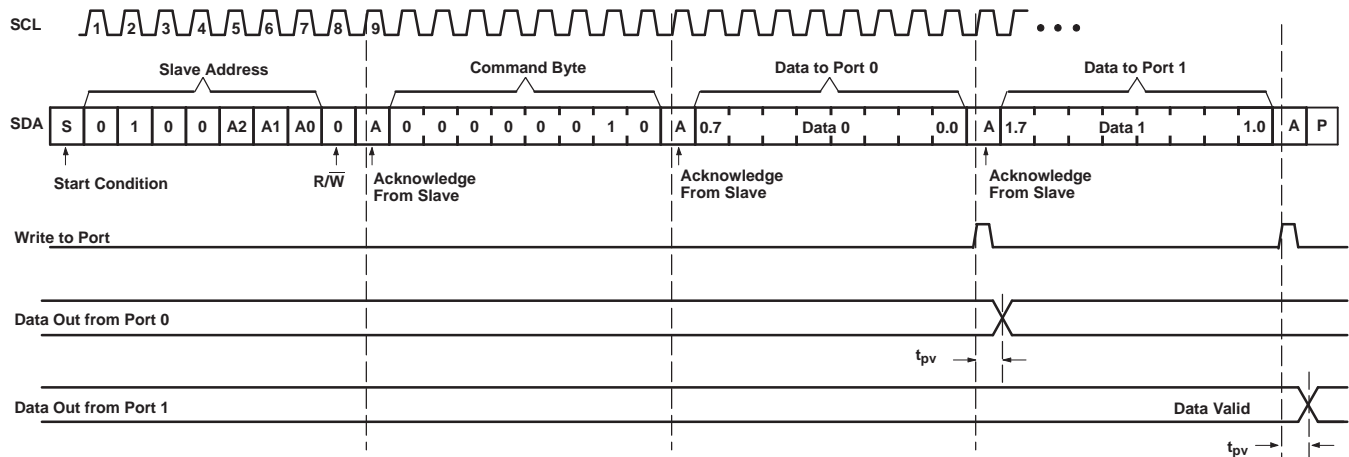 SCL 1 2 3 4 5 6 7 8 9 • • •
Slave Address Command Byte Data to Port 0 Data to Port 1
SDA S 0 1 0 0 A2 A1 A0 0 A 0 0 0 0 0 0 1 0 A 0.7 Data 0 0.0 A 1.7 Data 1 1.0 A P
Start Condition R/W̅ Acknowledge From Slave Acknowledge From Slave Acknowledge From Slave
Write to Port
Data Out from Port 0
tpv
Data Out from Port 1 Data Valid
tpv